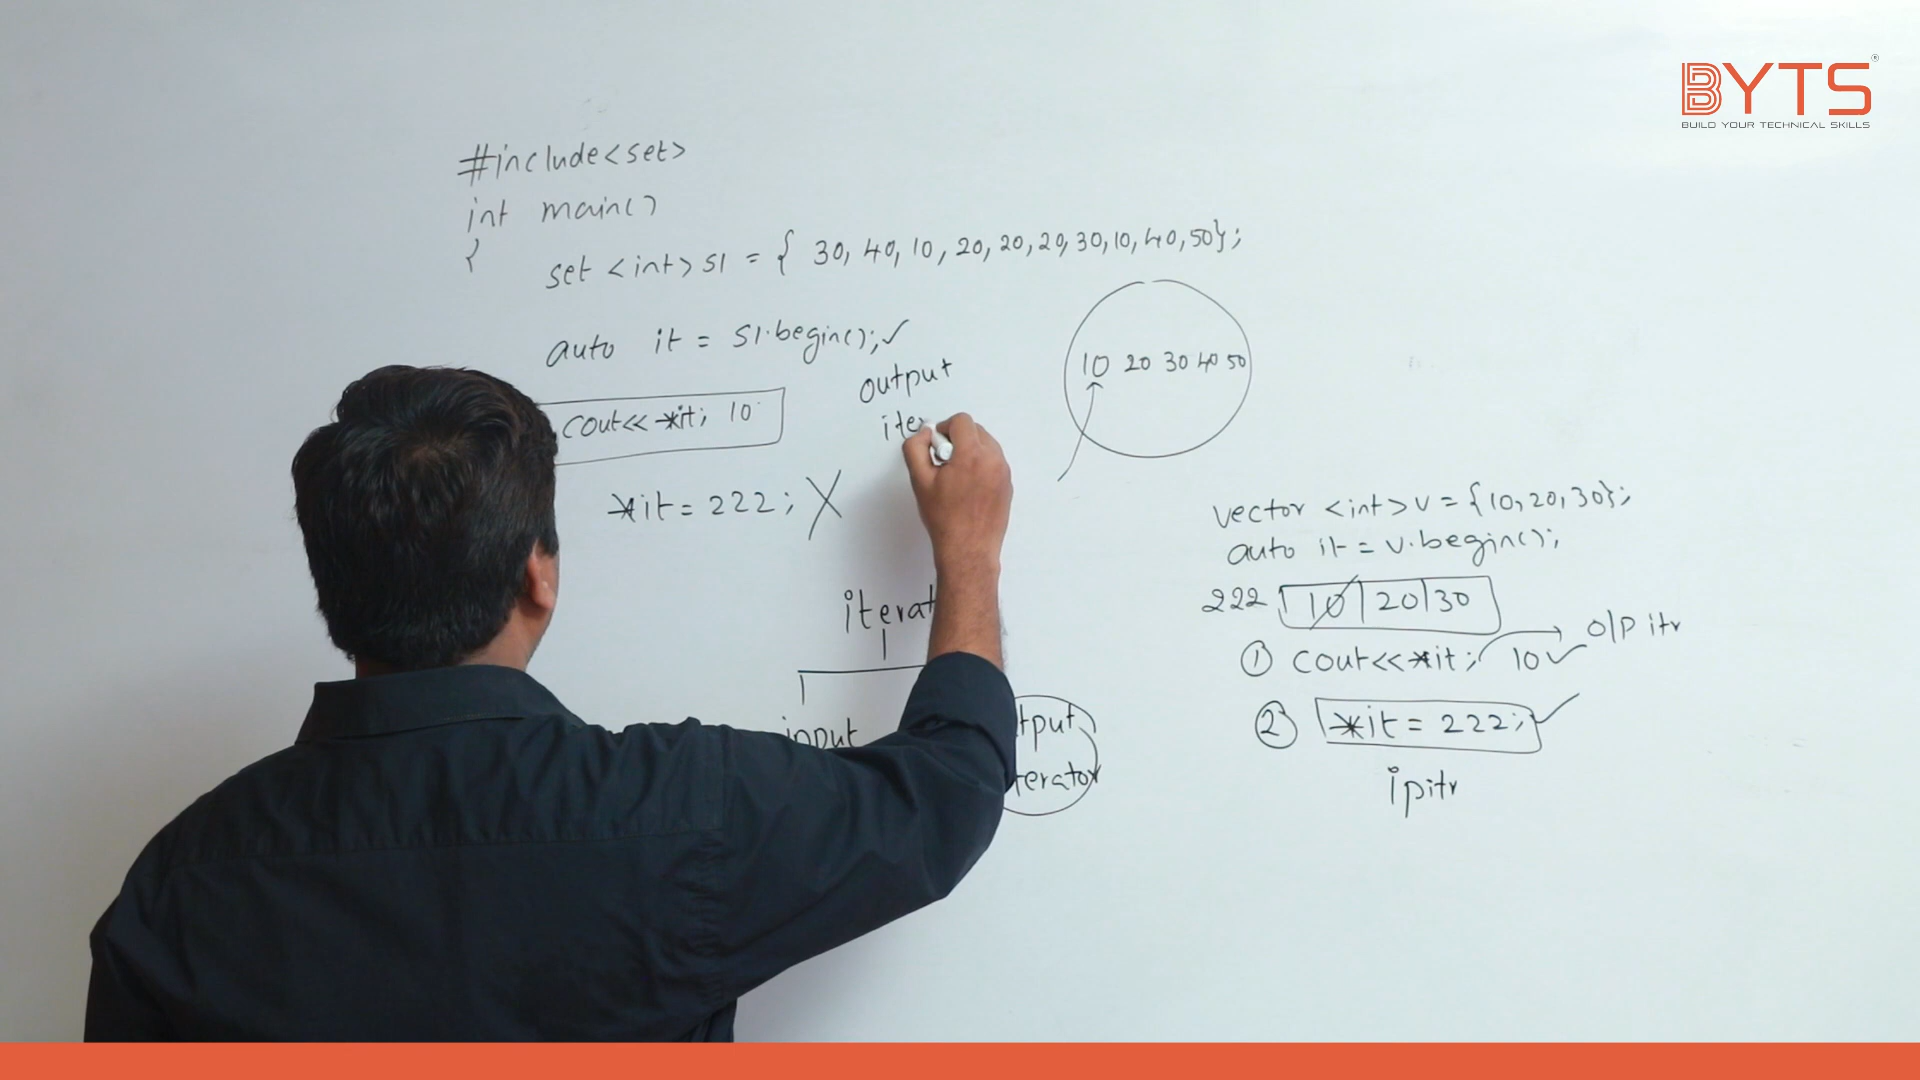 BYTS
BUILD YOUR TECHNICAL SKILLS
#include<set>
int main()
{
set <int> s1 = { 30, 40, 10, 20, 20, 20, 30, 10, 40, 50};
auto it = s1.begin();
output
cout<< *it; 10
*it = 222;
10 20 30 40 50
input
vector <int> v = {10, 20, 30};
auto it = v.begin();
222 10 20 30
① cout<< *it; 10 o/p itr
② *it = 222;
ipitr